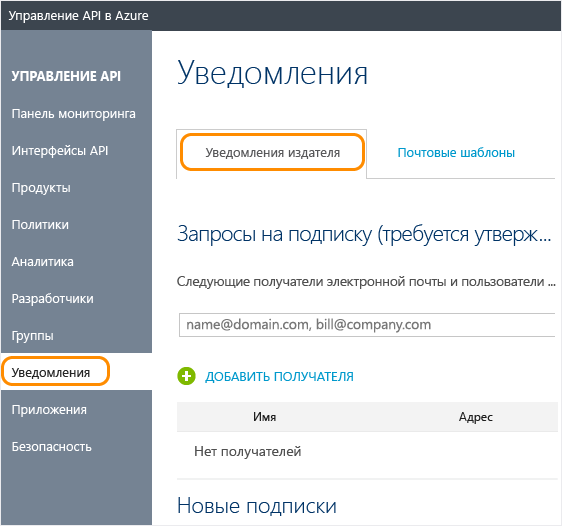 Управление API в Azure
УПРАВЛЕНИЕ API
Панель мониторинга
Интерфейсы API
Продукты
Политики
Аналитика
Разработчики
Группы
Уведомления
Приложения
Безопасность
Уведомления
Уведомления издателя
Почтовые шаблоны
Запросы на подписку (требуется утверж...
Следующие получатели электронной почты и пользователи ...
name@domain.com, bill@company.com
ДОБАВИТЬ ПОЛУЧАТЕЛЯ
Имя Адрес
Нет получателей
Новые подписки